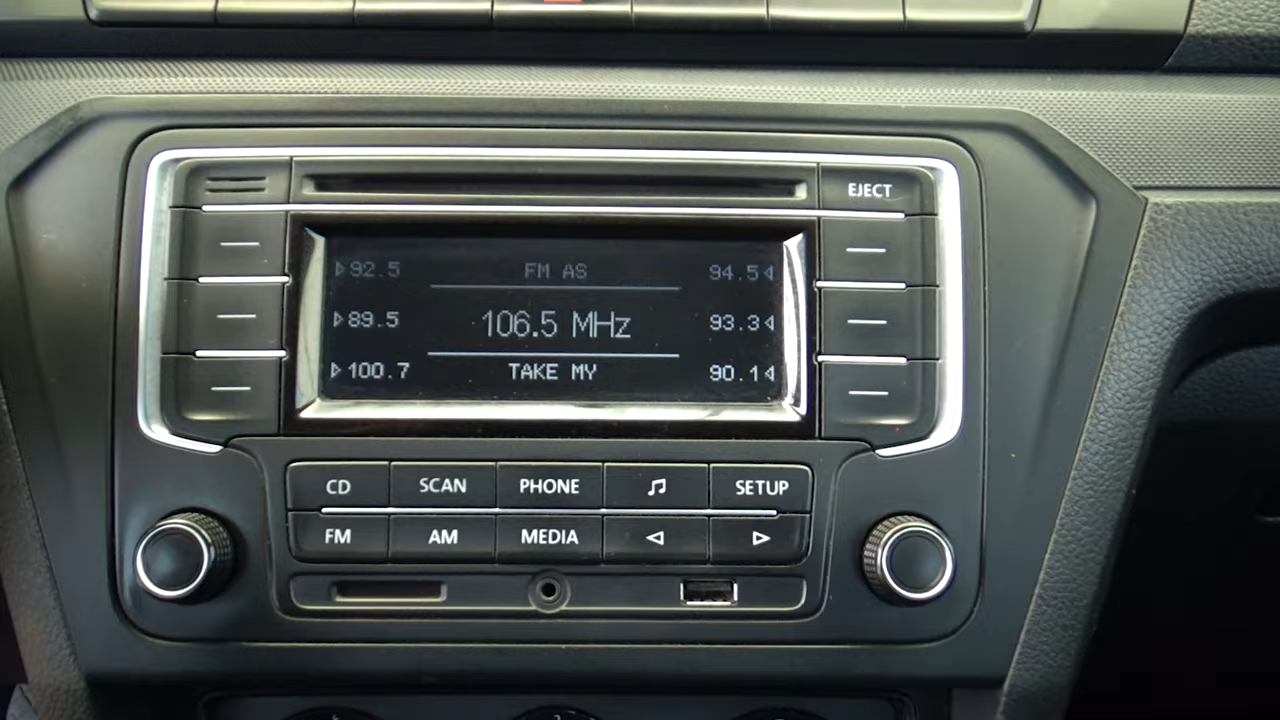 EJECT
92.5 FM AS 94.5
89.5 106.5 MHz 93.3
100.7 TAKE MY 90.1
CD SCAN PHONE SETUP
FM AM MEDIA